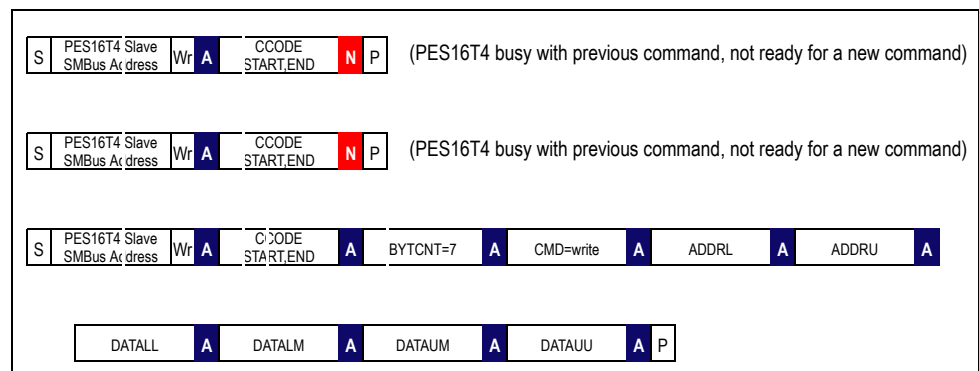 S PES16T4 Slave SMBus Address Wr A CCODE START,END N P (PES16T4 busy with previous command, not ready for a new command)
S PES16T4 Slave SMBus Address Wr A CCODE START,END N P (PES16T4 busy with previous command, not ready for a new command)
S PES16T4 Slave SMBus Address Wr A CCODE START,END A BYTCNT=7 A CMD=write A ADDRL A ADDRU A
DATALL A DATALM A DATAUM A DATAUU A P